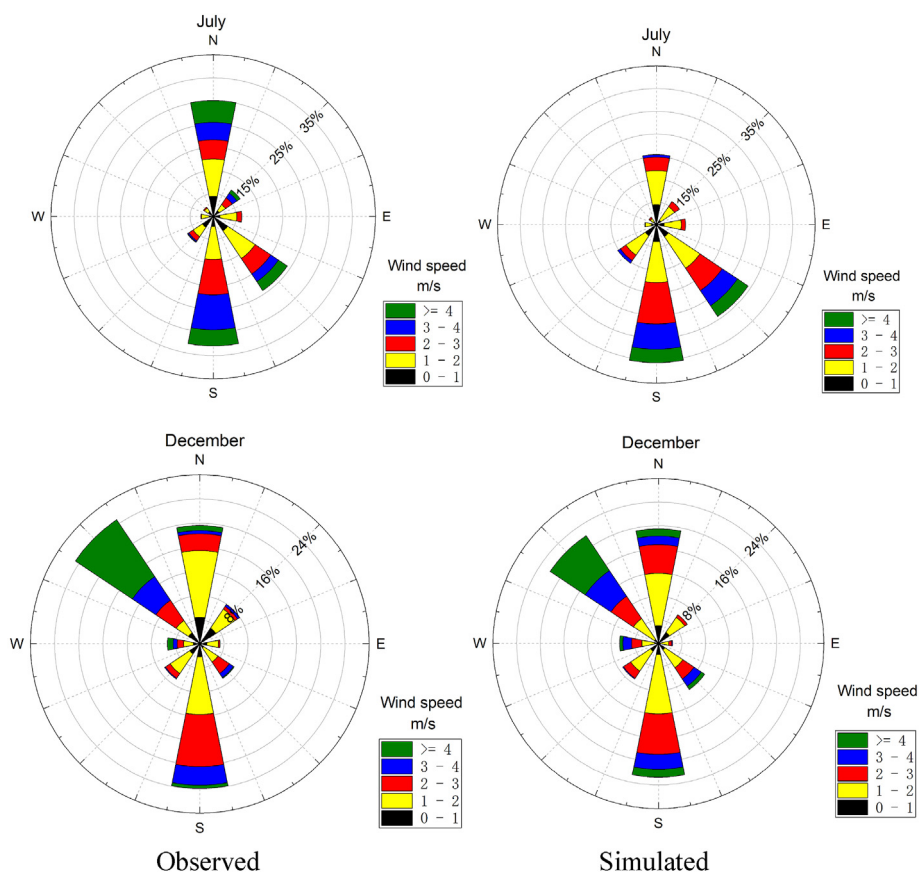 July
N
35%
25%
15%
W
E
S
Wind speed
m/s
>= 4
3 - 4
2 - 3
1 - 2
0 - 1
July
N
35%
25%
15%
W
E
S
Wind speed
m/s
>= 4
3 - 4
2 - 3
1 - 2
0 - 1
December
N
24%
16%
8%
W
E
S
Wind speed
m/s
>= 4
3 - 4
2 - 3
1 - 2
0 - 1
December
N
24%
16%
8%
W
E
S
Wind speed
m/s
>= 4
3 - 4
2 - 3
1 - 2
0 - 1
Observed
Simulated